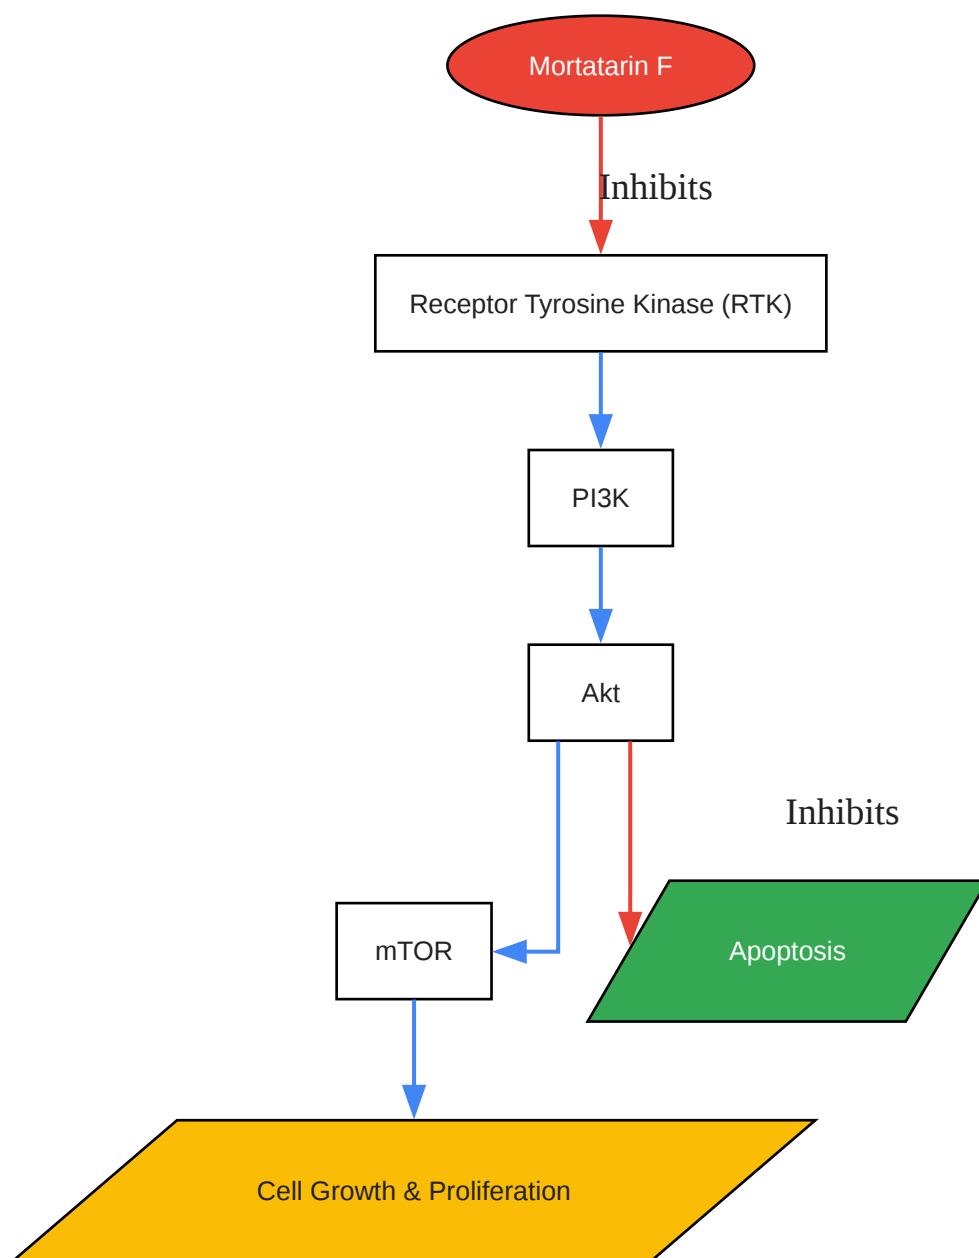 Mortatarin F
Inhibits
Receptor Tyrosine Kinase (RTK)
PI3K
Akt
Inhibits
mTOR
Apoptosis
Cell Growth & Proliferation